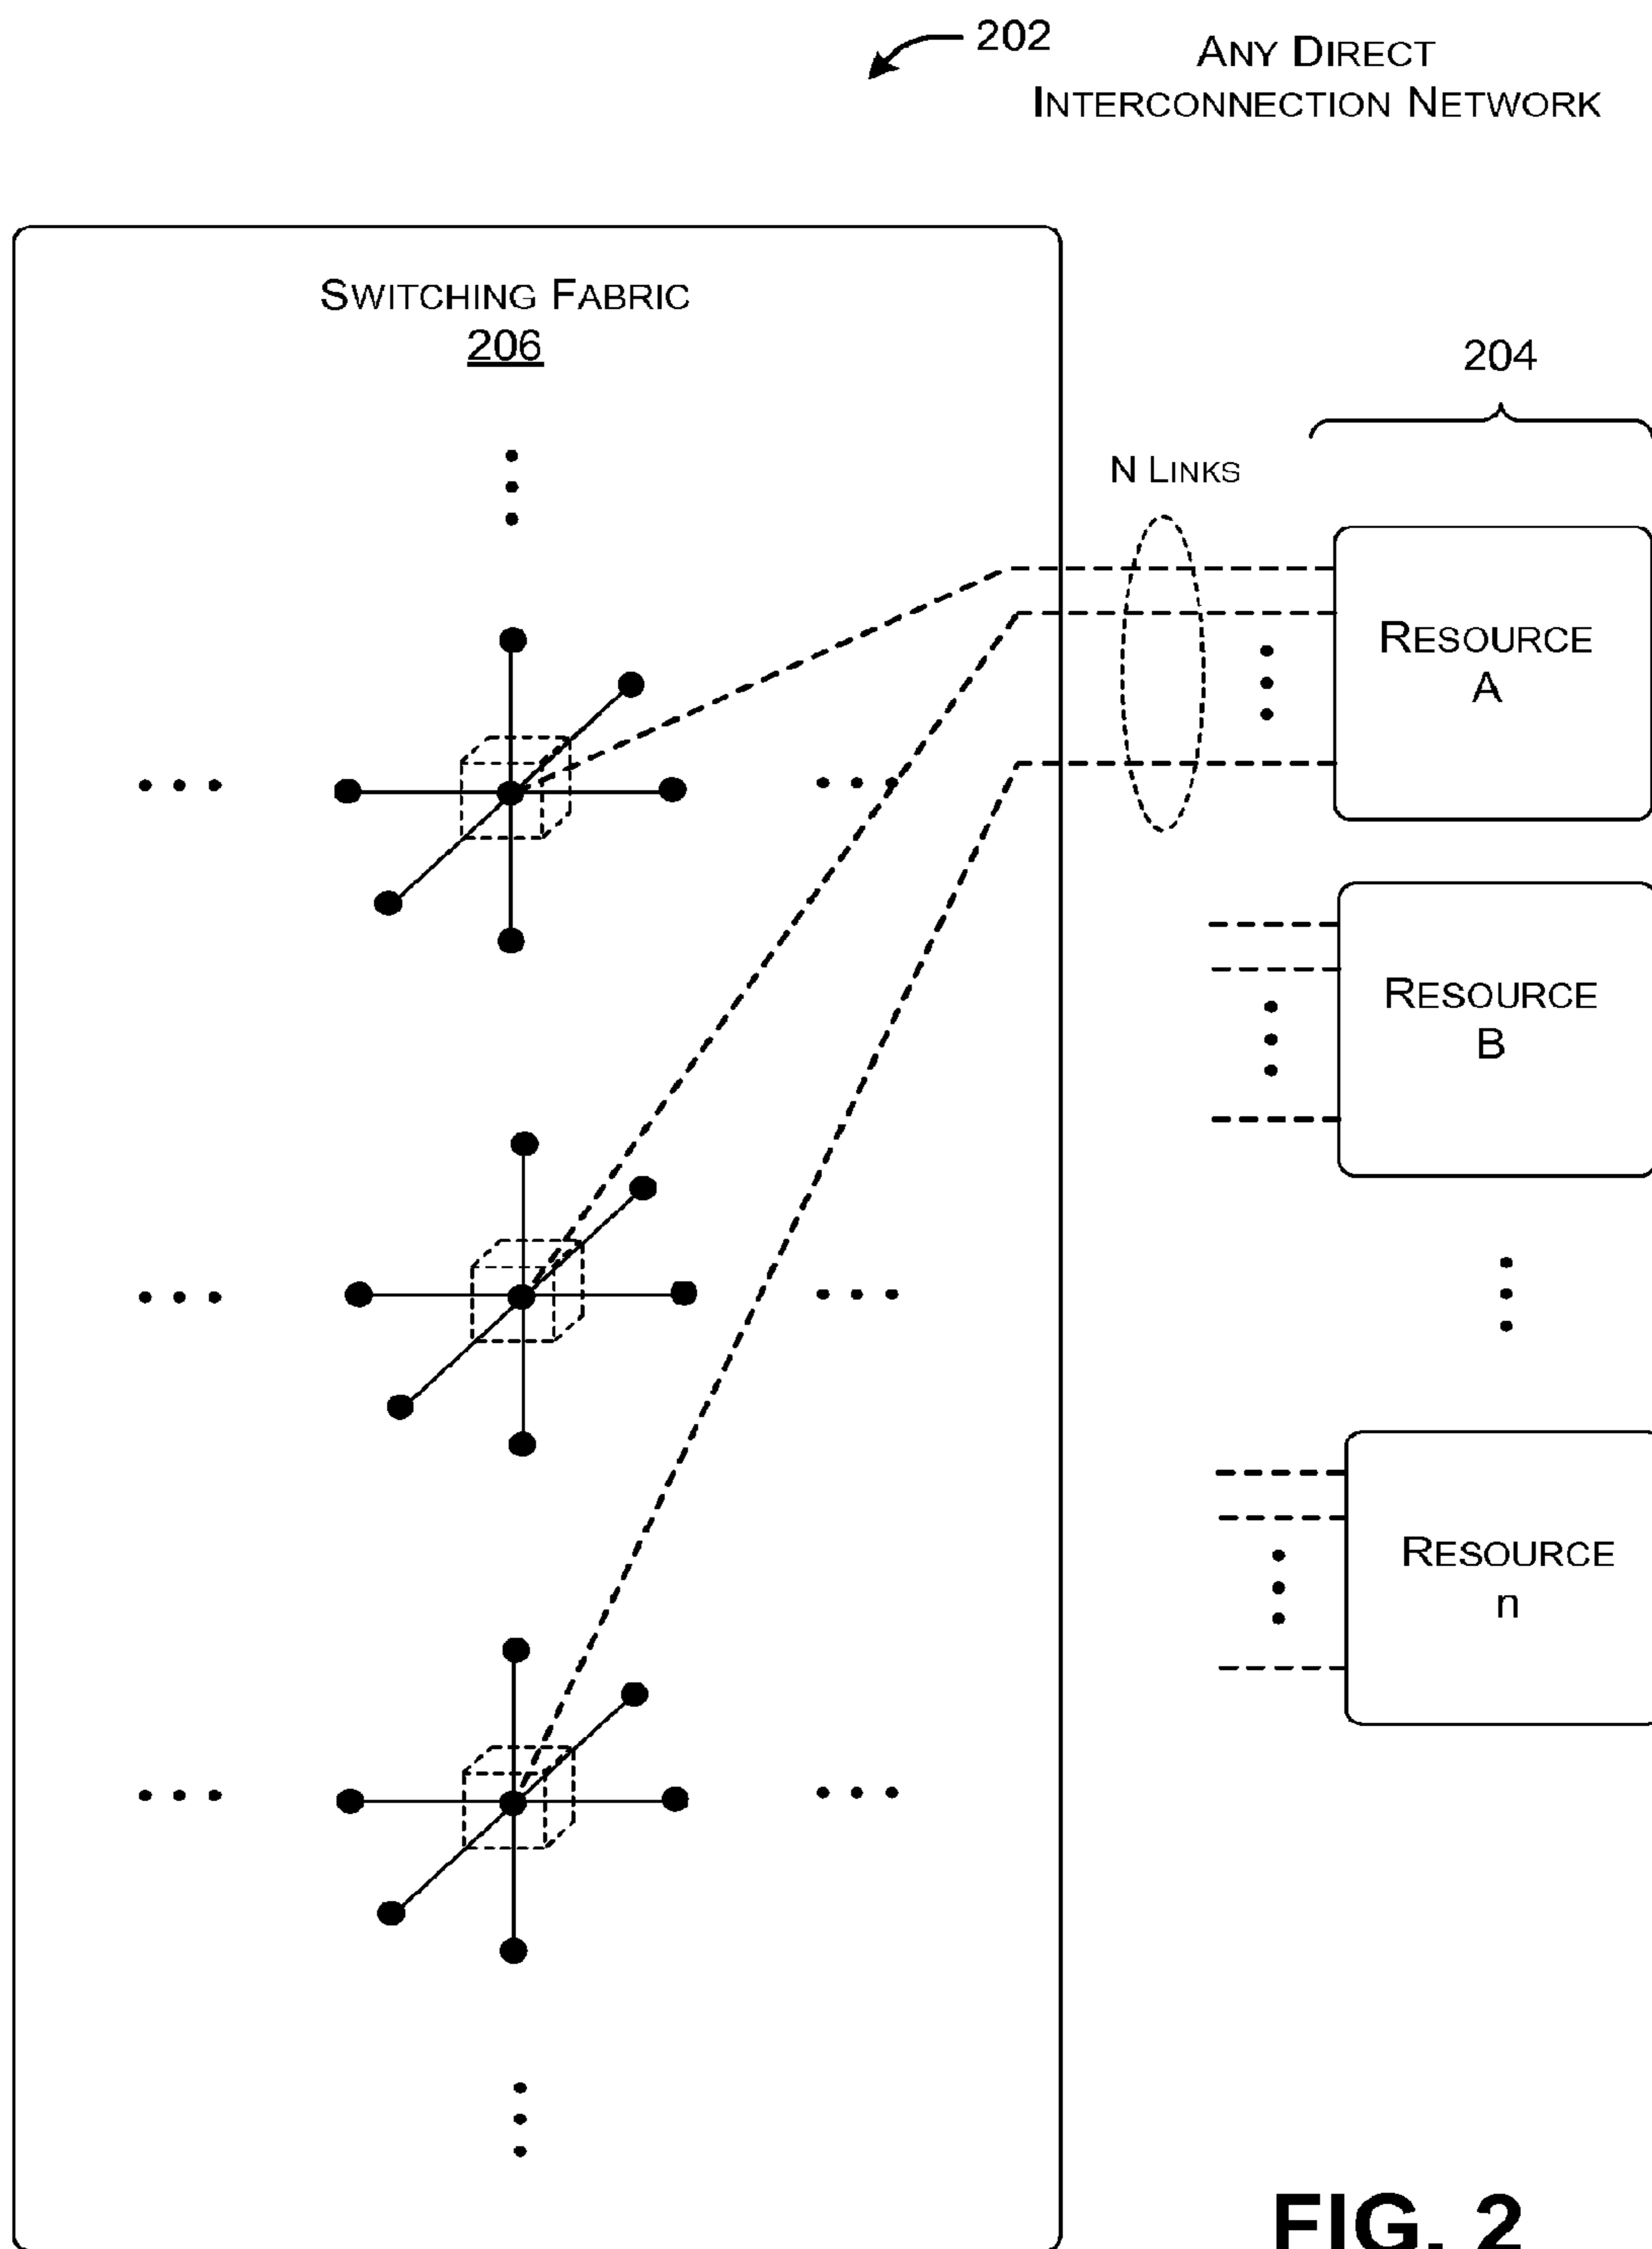 202
ANY DIRECT
INTERCONNECTION NETWORK
SWITCHING FABRIC
206
204
N LINKS
RESOURCE
A
RESOURCE
B
RESOURCE
n
FIG. 2